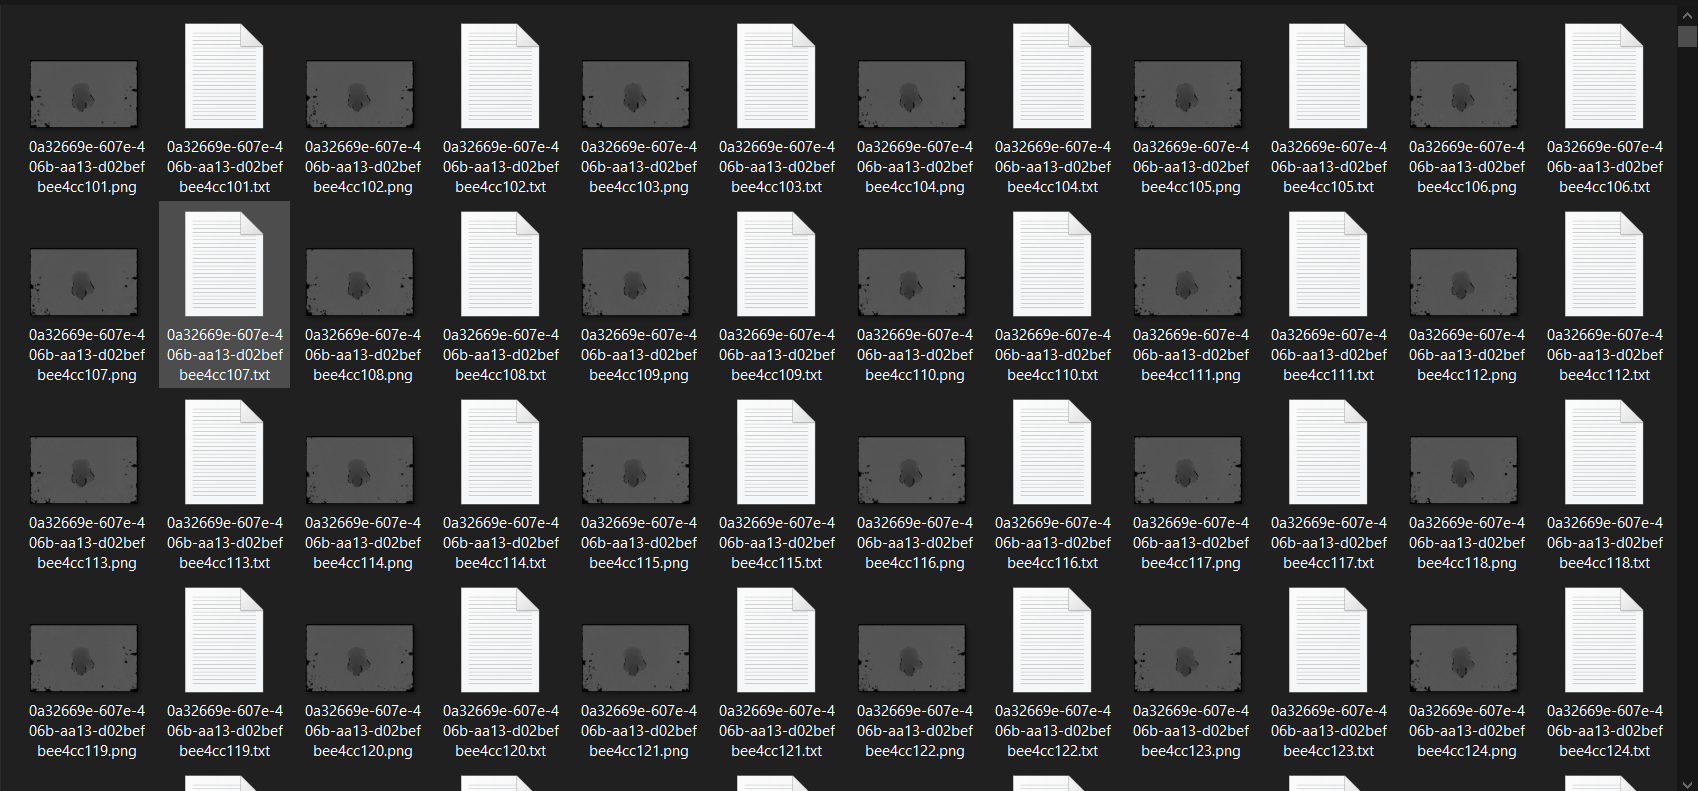 0a32669e-607e-4
06b-aa13-d02bef
bee4cc101.png
0a32669e-607e-4
06b-aa13-d02bef
bee4cc101.txt
0a32669e-607e-4
06b-aa13-d02bef
bee4cc102.png
0a32669e-607e-4
06b-aa13-d02bef
bee4cc102.txt
0a32669e-607e-4
06b-aa13-d02bef
bee4cc103.png
0a32669e-607e-4
06b-aa13-d02bef
bee4cc103.txt
0a32669e-607e-4
06b-aa13-d02bef
bee4cc104.png
0a32669e-607e-4
06b-aa13-d02bef
bee4cc104.txt
0a32669e-607e-4
06b-aa13-d02bef
bee4cc105.png
0a32669e-607e-4
06b-aa13-d02bef
bee4cc105.txt
0a32669e-607e-4
06b-aa13-d02bef
bee4cc106.png
0a32669e-607e-4
06b-aa13-d02bef
bee4cc106.txt
0a32669e-607e-4
06b-aa13-d02bef
bee4cc107.png
0a32669e-607e-4
06b-aa13-d02bef
bee4cc107.txt
0a32669e-607e-4
06b-aa13-d02bef
bee4cc108.png
0a32669e-607e-4
06b-aa13-d02bef
bee4cc108.txt
0a32669e-607e-4
06b-aa13-d02bef
bee4cc109.png
0a32669e-607e-4
06b-aa13-d02bef
bee4cc109.txt
0a32669e-607e-4
06b-aa13-d02bef
bee4cc110.png
0a32669e-607e-4
06b-aa13-d02bef
bee4cc110.txt
0a32669e-607e-4
06b-aa13-d02bef
bee4cc111.png
0a32669e-607e-4
06b-aa13-d02bef
bee4cc111.txt
0a32669e-607e-4
06b-aa13-d02bef
bee4cc112.png
0a32669e-607e-4
06b-aa13-d02bef
bee4cc112.txt
0a32669e-607e-4
06b-aa13-d02bef
bee4cc113.png
0a32669e-607e-4
06b-aa13-d02bef
bee4cc113.txt
0a32669e-607e-4
06b-aa13-d02bef
bee4cc114.png
0a32669e-607e-4
06b-aa13-d02bef
bee4cc114.txt
0a32669e-607e-4
06b-aa13-d02bef
bee4cc115.png
0a32669e-607e-4
06b-aa13-d02bef
bee4cc115.txt
0a32669e-607e-4
06b-aa13-d02bef
bee4cc116.png
0a32669e-607e-4
06b-aa13-d02bef
bee4cc116.txt
0a32669e-607e-4
06b-aa13-d02bef
bee4cc117.png
0a32669e-607e-4
06b-aa13-d02bef
bee4cc117.txt
0a32669e-607e-4
06b-aa13-d02bef
bee4cc118.png
0a32669e-607e-4
06b-aa13-d02bef
bee4cc118.txt
0a32669e-607e-4
06b-aa13-d02bef
bee4cc119.png
0a32669e-607e-4
06b-aa13-d02bef
bee4cc119.txt
0a32669e-607e-4
06b-aa13-d02bef
bee4cc120.png
0a32669e-607e-4
06b-aa13-d02bef
bee4cc120.txt
0a32669e-607e-4
06b-aa13-d02bef
bee4cc121.png
0a32669e-607e-4
06b-aa13-d02bef
bee4cc121.txt
0a32669e-607e-4
06b-aa13-d02bef
bee4cc122.png
0a32669e-607e-4
06b-aa13-d02bef
bee4cc122.txt
0a32669e-607e-4
06b-aa13-d02bef
bee4cc123.png
0a32669e-607e-4
06b-aa13-d02bef
bee4cc123.txt
0a32669e-607e-4
06b-aa13-d02bef
bee4cc124.png
0a32669e-607e-4
06b-aa13-d02bef
bee4cc124.txt